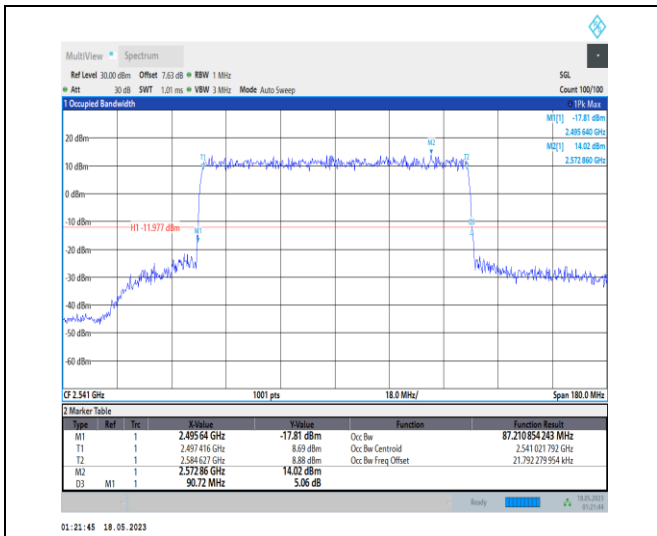 MultiView Spectrum
Ref Level 30.00 dBm Offset 7.63 dB RBW 1 MHz SGL
Att 30 dB SWT 1.01 ms VBW 3 MHz Mode Auto Sweep Count 100/100
1 Occupied Bandwidth 1Pk Max
M1[1] -17.81 dBm
2.495 640 GHz
M2[1] 14.02 dBm
2.572 860 GHz
20 dBm
M2
T1 T2
10 dBm
0 dBm
-10 dBm
H1 -11.977 dBm
M1
-20 dBm
-30 dBm
-40 dBm
-50 dBm
-60 dBm
CF 2.541 GHz 1001 pts 18.0 MHz/ Span 180.0 MHz
2 Marker Table
Type Ref Trc X-Value Y-Value Function Function Result
M1 1 2.495 64 GHz -17.81 dBm Occ Bw 87.210 854 243 MHz
T1 1 2.497 416 GHz 8.69 dBm Occ Bw Centroid 2.541 021 792 GHz
T2 1 2.584 627 GHz 8.88 dBm Occ Bw Freq Offset 21.792 279 954 kHz
M2 1 2.572 86 GHz 14.02 dBm
D3 M1 1 90.72 MHz 5.06 dB
Ready 18.05.2023
01:21:44
01:21:45 18.05.2023